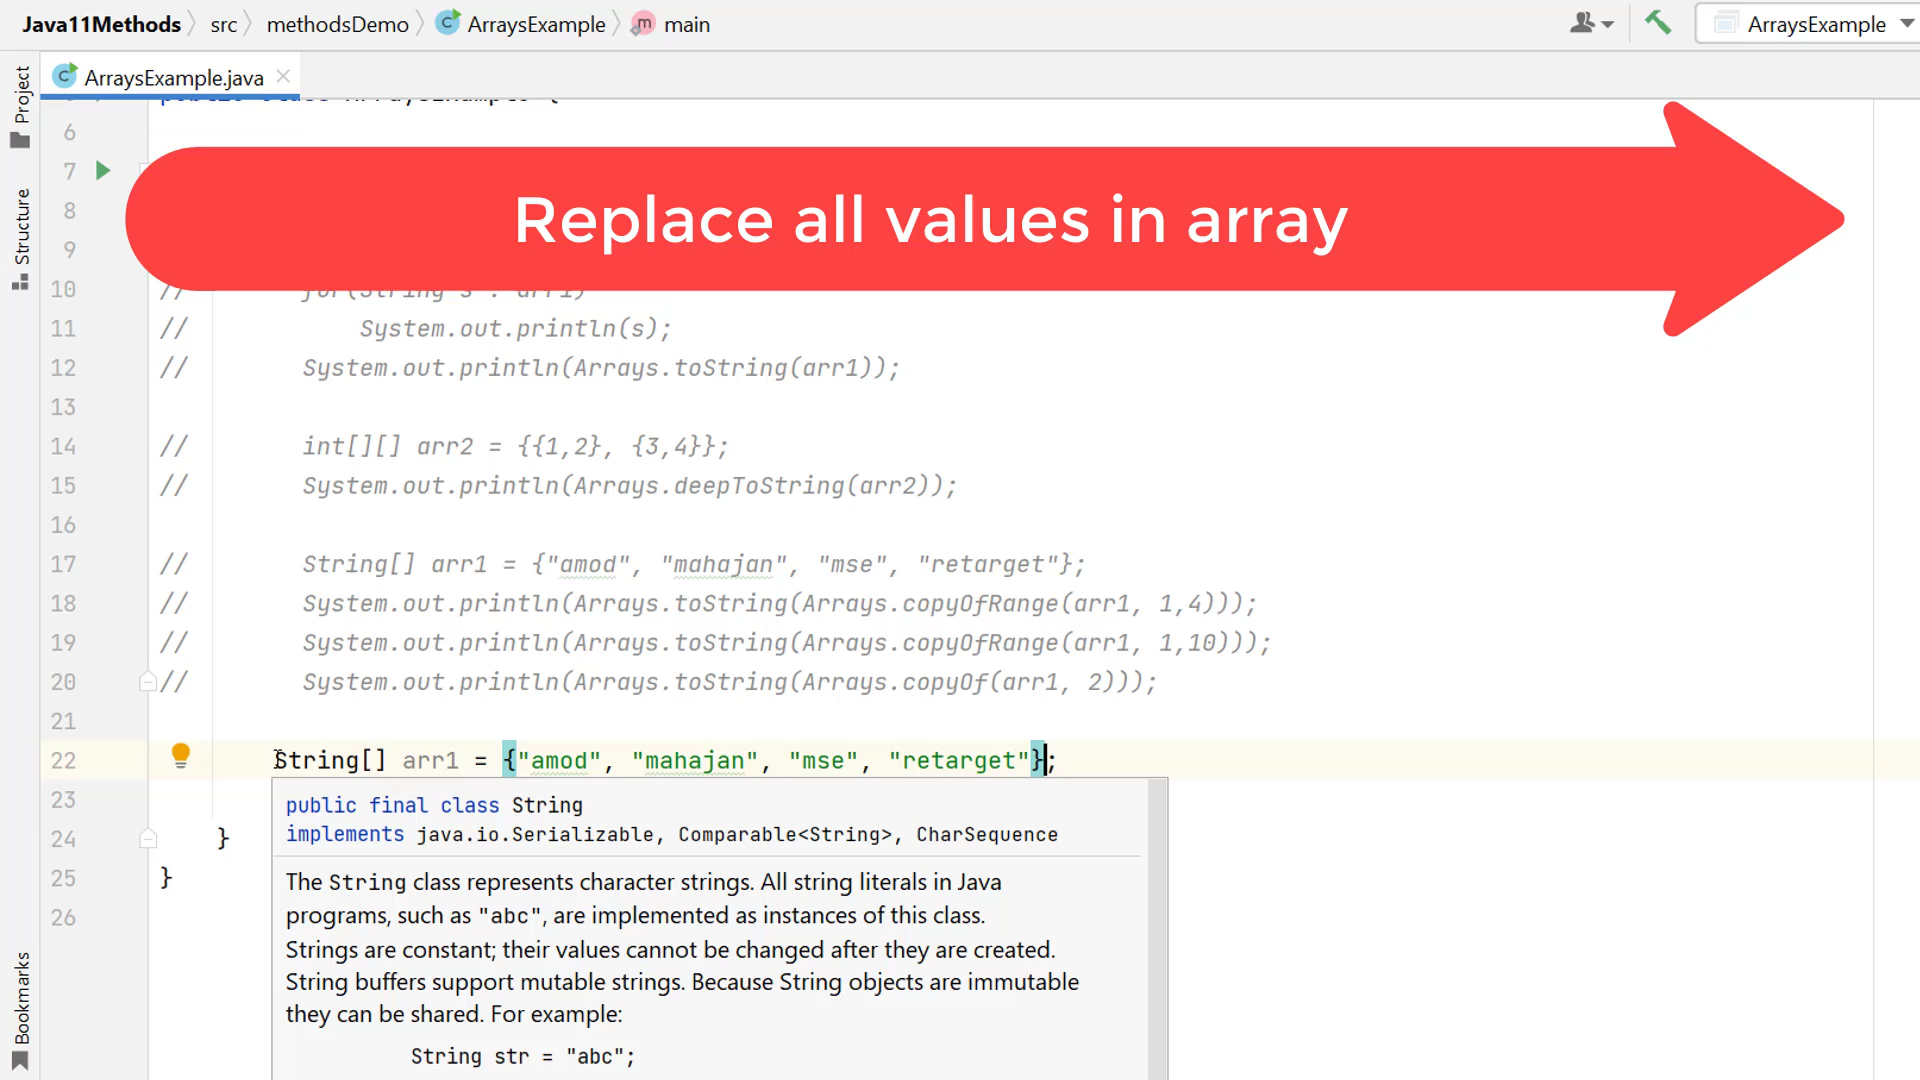 Java11Methods src methodsDemo ArraysExample main ArraysExample
ArraysExample.java
Project
Structure
Bookmarks
6
7
8
9
Replace all values in array
10 // for(String s : arr1)
11 // System.out.println(s);
12 // System.out.println(Arrays.toString(arr1));
13
14 // int[][] arr2 = {{1,2}, {3,4}};
15 // System.out.println(Arrays.deepToString(arr2));
16
17 // String[] arr1 = {"amod", "mahajan", "mse", "retarget"};
18 // System.out.println(Arrays.toString(Arrays.copyOfRange(arr1, 1,4)));
19 // System.out.println(Arrays.toString(Arrays.copyOfRange(arr1, 1,10)));
20 // System.out.println(Arrays.toString(Arrays.copyOf(arr1, 2)));
21
22 String[] arr1 = {"amod", "mahajan", "mse", "retarget"};
23
24 }
25 }
26
public final class String
implements java.io.Serializable, Comparable<String>, CharSequence
The String class represents character strings. All string literals in Java
programs, such as "abc", are implemented as instances of this class.
Strings are constant; their values cannot be changed after they are created.
String buffers support mutable strings. Because String objects are immutable
they can be shared. For example:
String str = "abc";